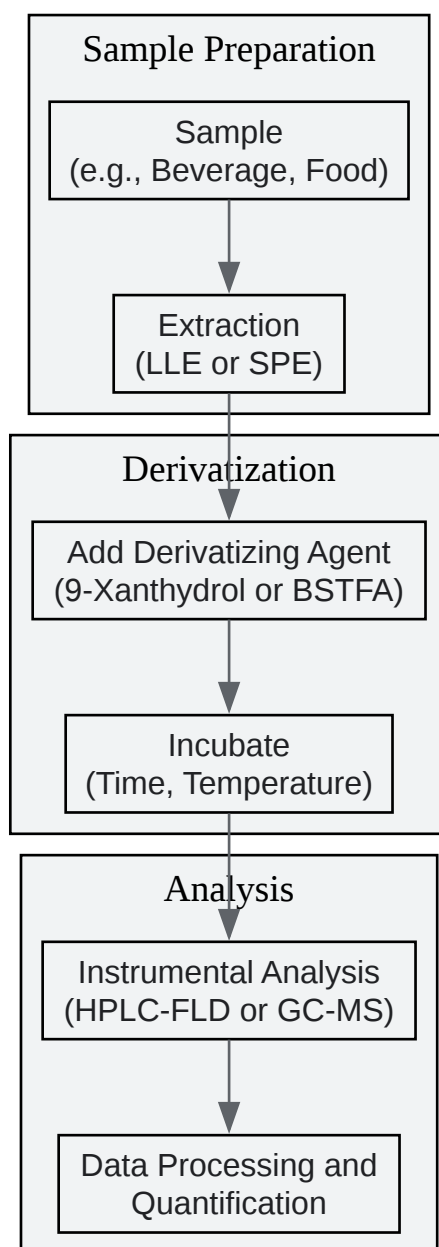 Sample Preparation
Sample
(e.g., Beverage, Food)
Extraction
(LLE or SPE)
Derivatization
Add Derivatizing Agent
(9-Xanthydrol or BSTFA)
Incubate
(Time, Temperature)
Analysis
Instrumental Analysis
(HPLC-FLD or GC-MS)
Data Processing and
Quantification